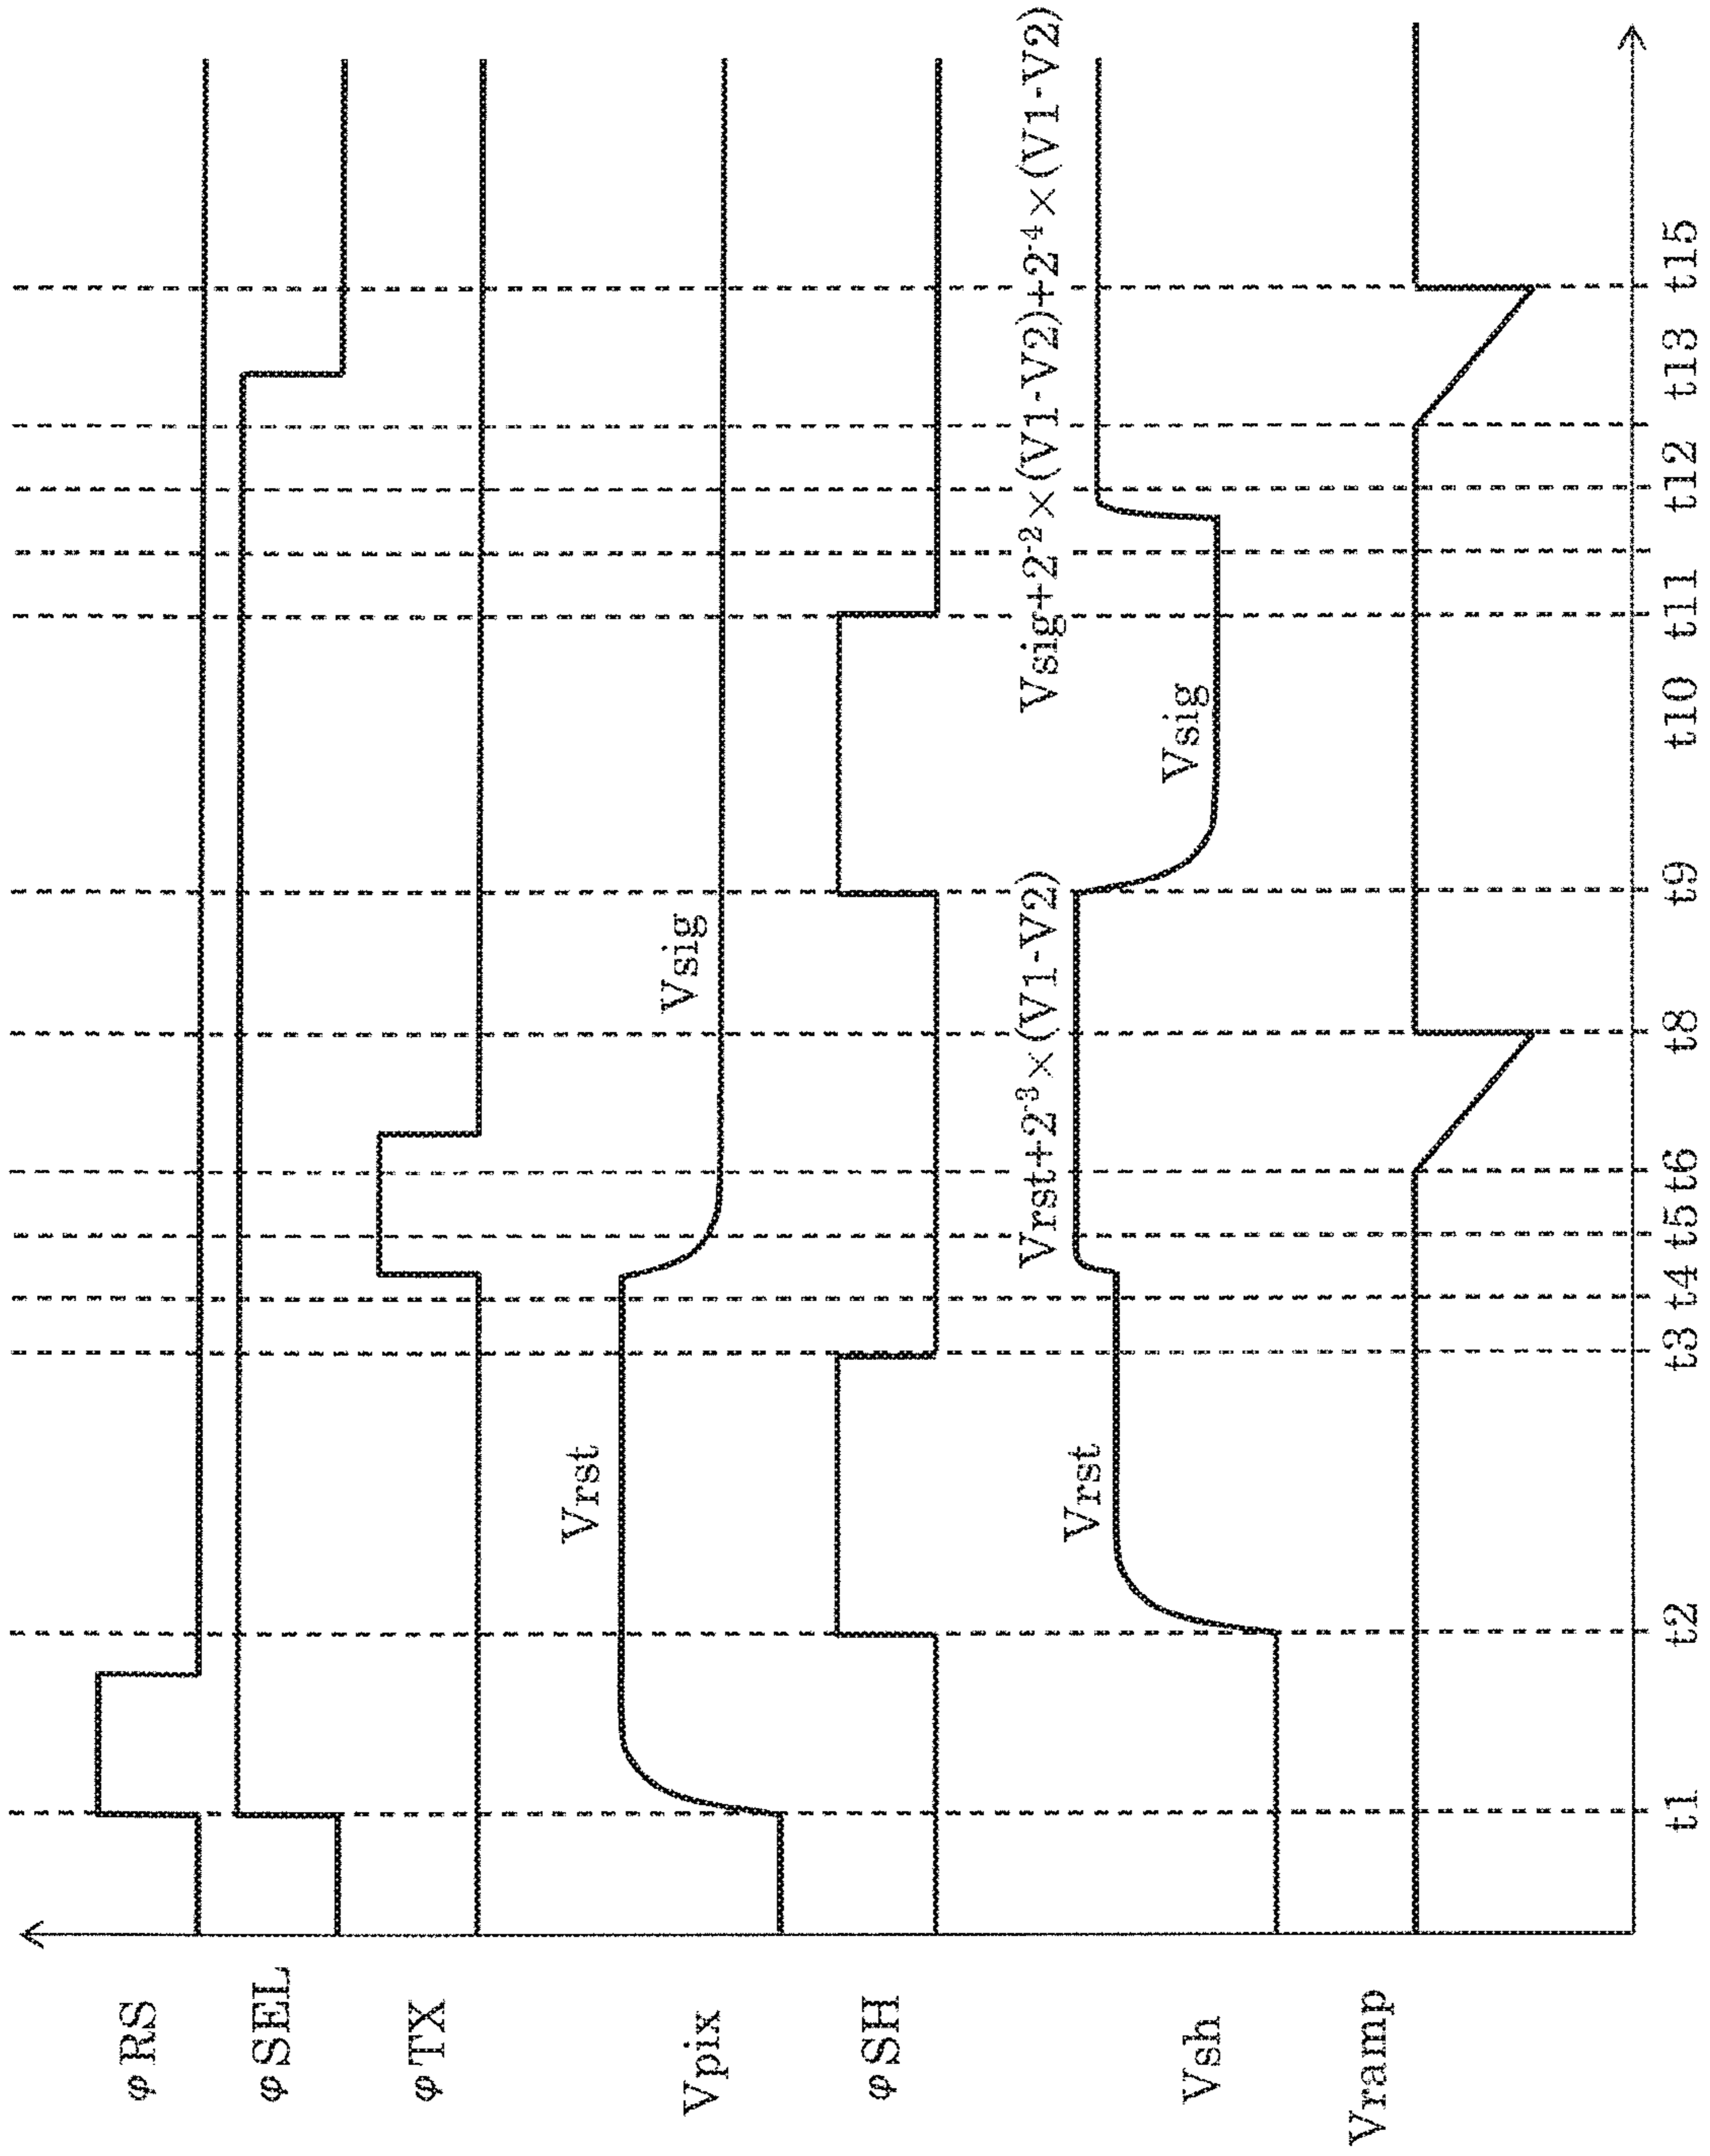 φRS
φSEL
φTX
Vpix
Vrst
Vsig
φSH
Vsh
Vrst
Vrst+2⁻³×(V1-V2)
Vsig
Vsig+2⁻²×(V1-V2)+2⁻⁴×(V1-V2)
Vramp
t1 t2 t3 t4 t5 t6 t8 t9 t10 t11 t12 t13 t15